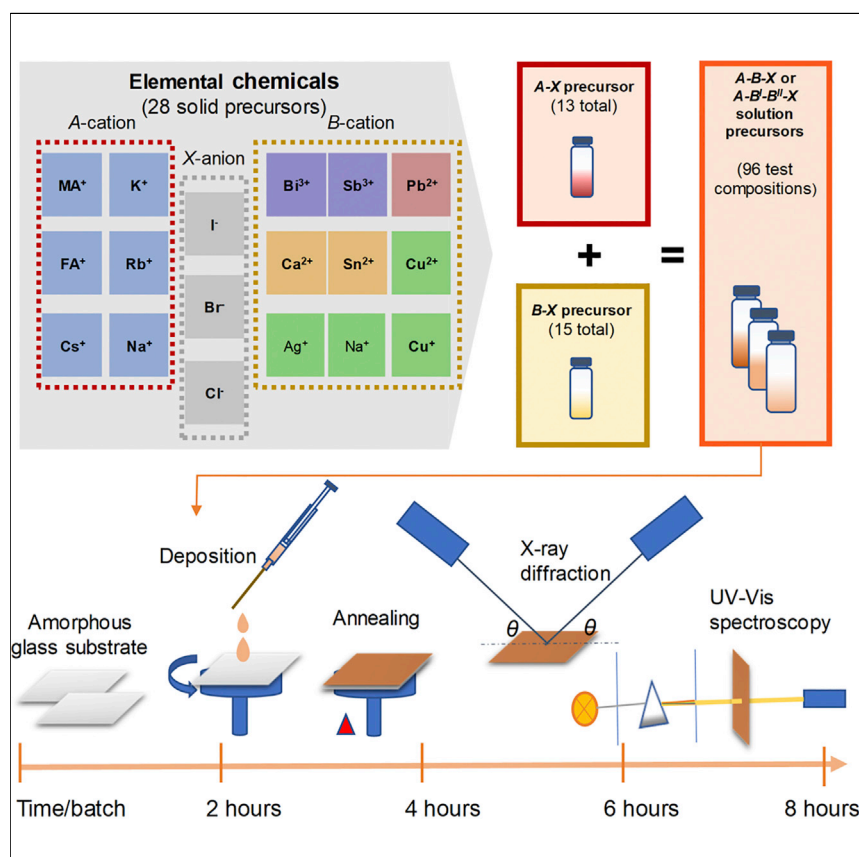 Elemental chemicals
(28 solid precursors)
A-cation
X-anion
B-cation
MA⁺
K⁺
FA⁺
Rb⁺
Cs⁺
Na⁺
I⁻
Br⁻
Cl⁻
Bi³⁺
Sb³⁺
Pb²⁺
Ca²⁺
Sn²⁺
Cu²⁺
Ag⁺
Na⁺
Cu⁺
A-X precursor
(13 total)
+
B-X precursor
(15 total)
=
A-B-X or
A-Bᴵ-Bᴵᴵ-X
solution
precursors
(96 test
compositions)
Deposition
Amorphous
glass substrate
Annealing
X-ray
diffraction
θ
θ
UV-Vis
spectroscopy
Time/batch
2 hours
4 hours
6 hours
8 hours